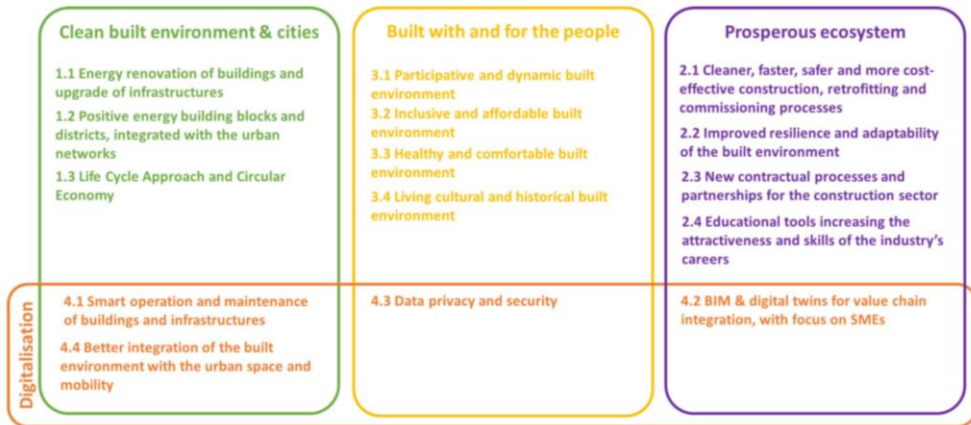 Clean built environment & cities
1.1 Energy renovation of buildings and
upgrade of infrastructures
1.2 Positive energy building blocks and
districts, integrated with the urban
networks
1.3 Life Cycle Approach and Circular
Economy
Built with and for the people
3.1 Participative and dynamic built
environment
3.2 Inclusive and affordable built
environment
3.3 Healthy and comfortable built
environment
3.4 Living cultural and historical built
environment
Prosperous ecosystem
2.1 Cleaner, faster, safer and more cost-
effective construction, retrofitting and
commissioning processes
2.2 Improved resilience and adaptability
of the built environment
2.3 New contractual processes and
partnerships for the construction sector
2.4 Educational tools increasing the
attractiveness and skills of the industry's
careers
Digitalisation
4.1 Smart operation and maintenance
of buildings and infrastructures
4.4 Better integration of the built
environment with the urban space and
mobility
4.3 Data privacy and security
4.2 BIM & digital twins for value chain
integration, with focus on SMEs